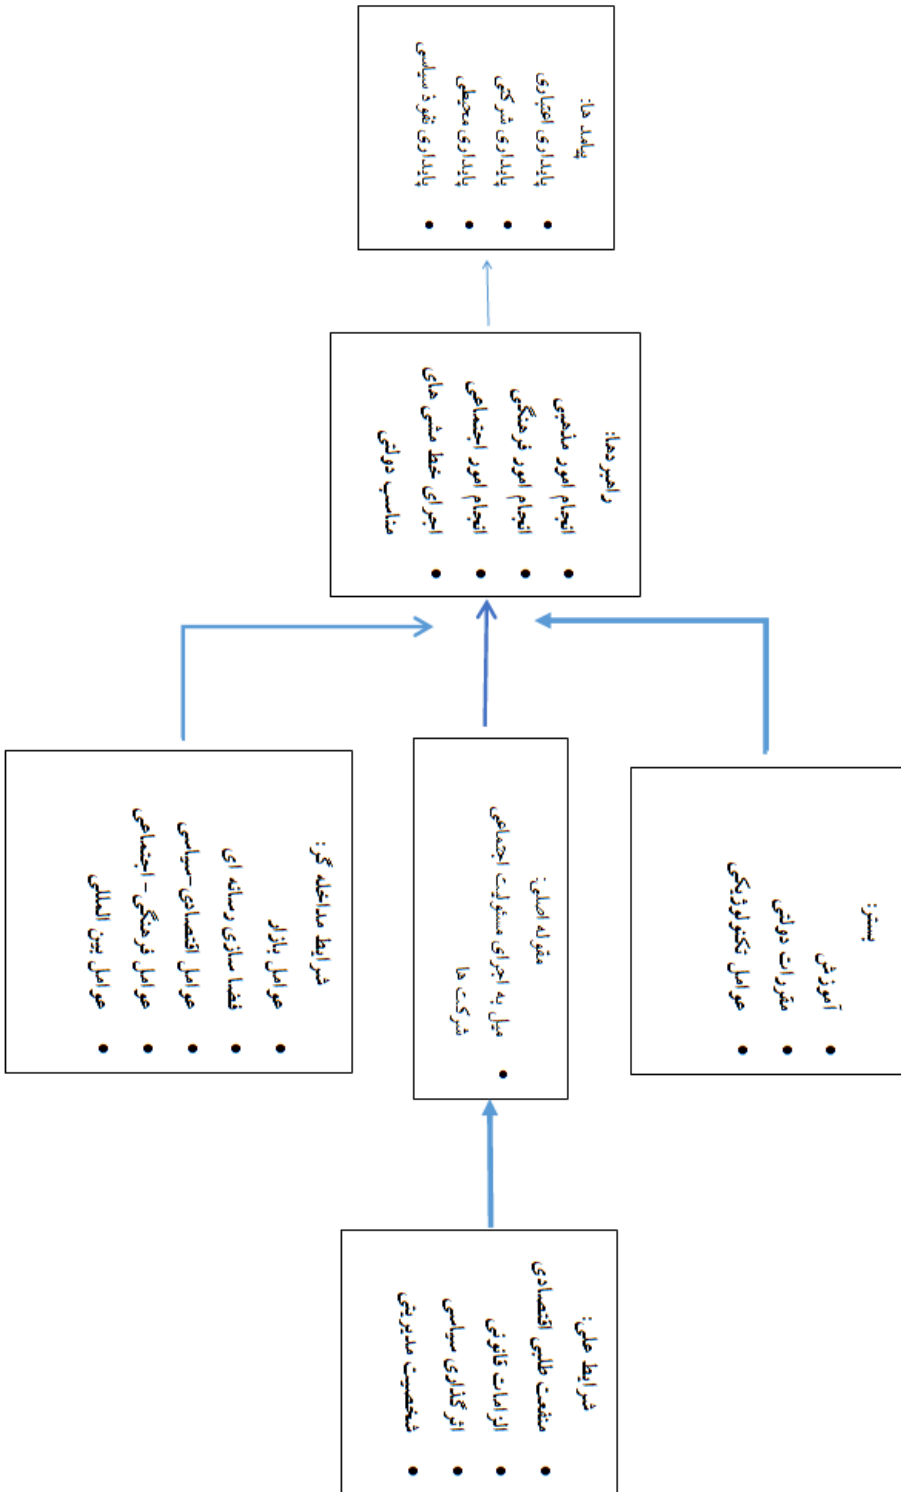 شرایط علی:
منفعت طلبی اقتصادی
الزامات قانونی
اثرگذاری سیاسی
شخصیت مدیریتی
بستر:
آموزش
مقررات دولتی
عوامل تکنولوژیکی
مقوله اصلی:
میل به اجرای مسئولیت اجتماعی
شرکت ها
شرایط مداخله گر:
عوامل بازار
فضا سازی رسانه ای
عوامل اقتصادی-سیاسی
عوامل فرهنگی - اجتماعی
عوامل بین المللی
راهبردها:
انجام امور مذهبی
انجام امور فرهنگی
انجام امور اجتماعی
اجرای خط مشی های
مناسب دولتی
پیامد ها:
پایداری اعتباری
پایداری شرکتی
پایداری محیطی
پایداری نفوذ سیاسی